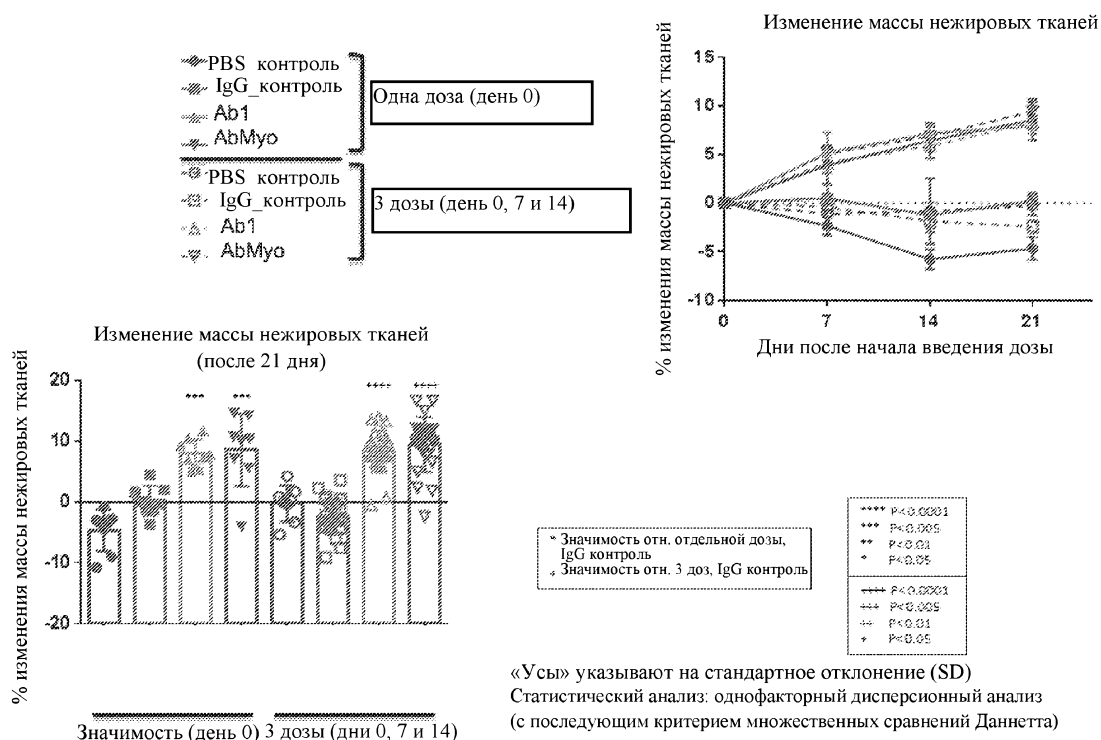 PBS_контроль
IgG_контроль
Ab1
AbMyo
Одна доза (день 0)
PBS_контроль
IgG_контроль
Ab1
AbMyo
3 дозы (день 0, 7 и 14)
Изменение массы нежировых тканей
% изменения массы нежировых тканей
15
10
5
0
-5
-10
0
7
14
21
Дни после начала введения дозы
Изменение массы нежировых тканей
(после 21 дня)
% изменения массы нежировых тканей
20
10
0
-10
-20
**** **** **** ****
Значимость (день 0) 3 дозы (дни 0, 7 и 14)
* Значимость отн. отдельной дозы,
IgG контроль
+ Значимость отн. 3 доз, IgG контроль
**** P<0.0001
*** P<0.005
** P<0.01
* P<0.05
++++ P<0.0001
+++ P<0.005
++ P<0.01
+ P<0.05
«Усы» указывают на стандартное отклонение (SD)
Статистический анализ: однофакторный дисперсионный анализ
(с последующим критерием множественных сравнений Даннетта)